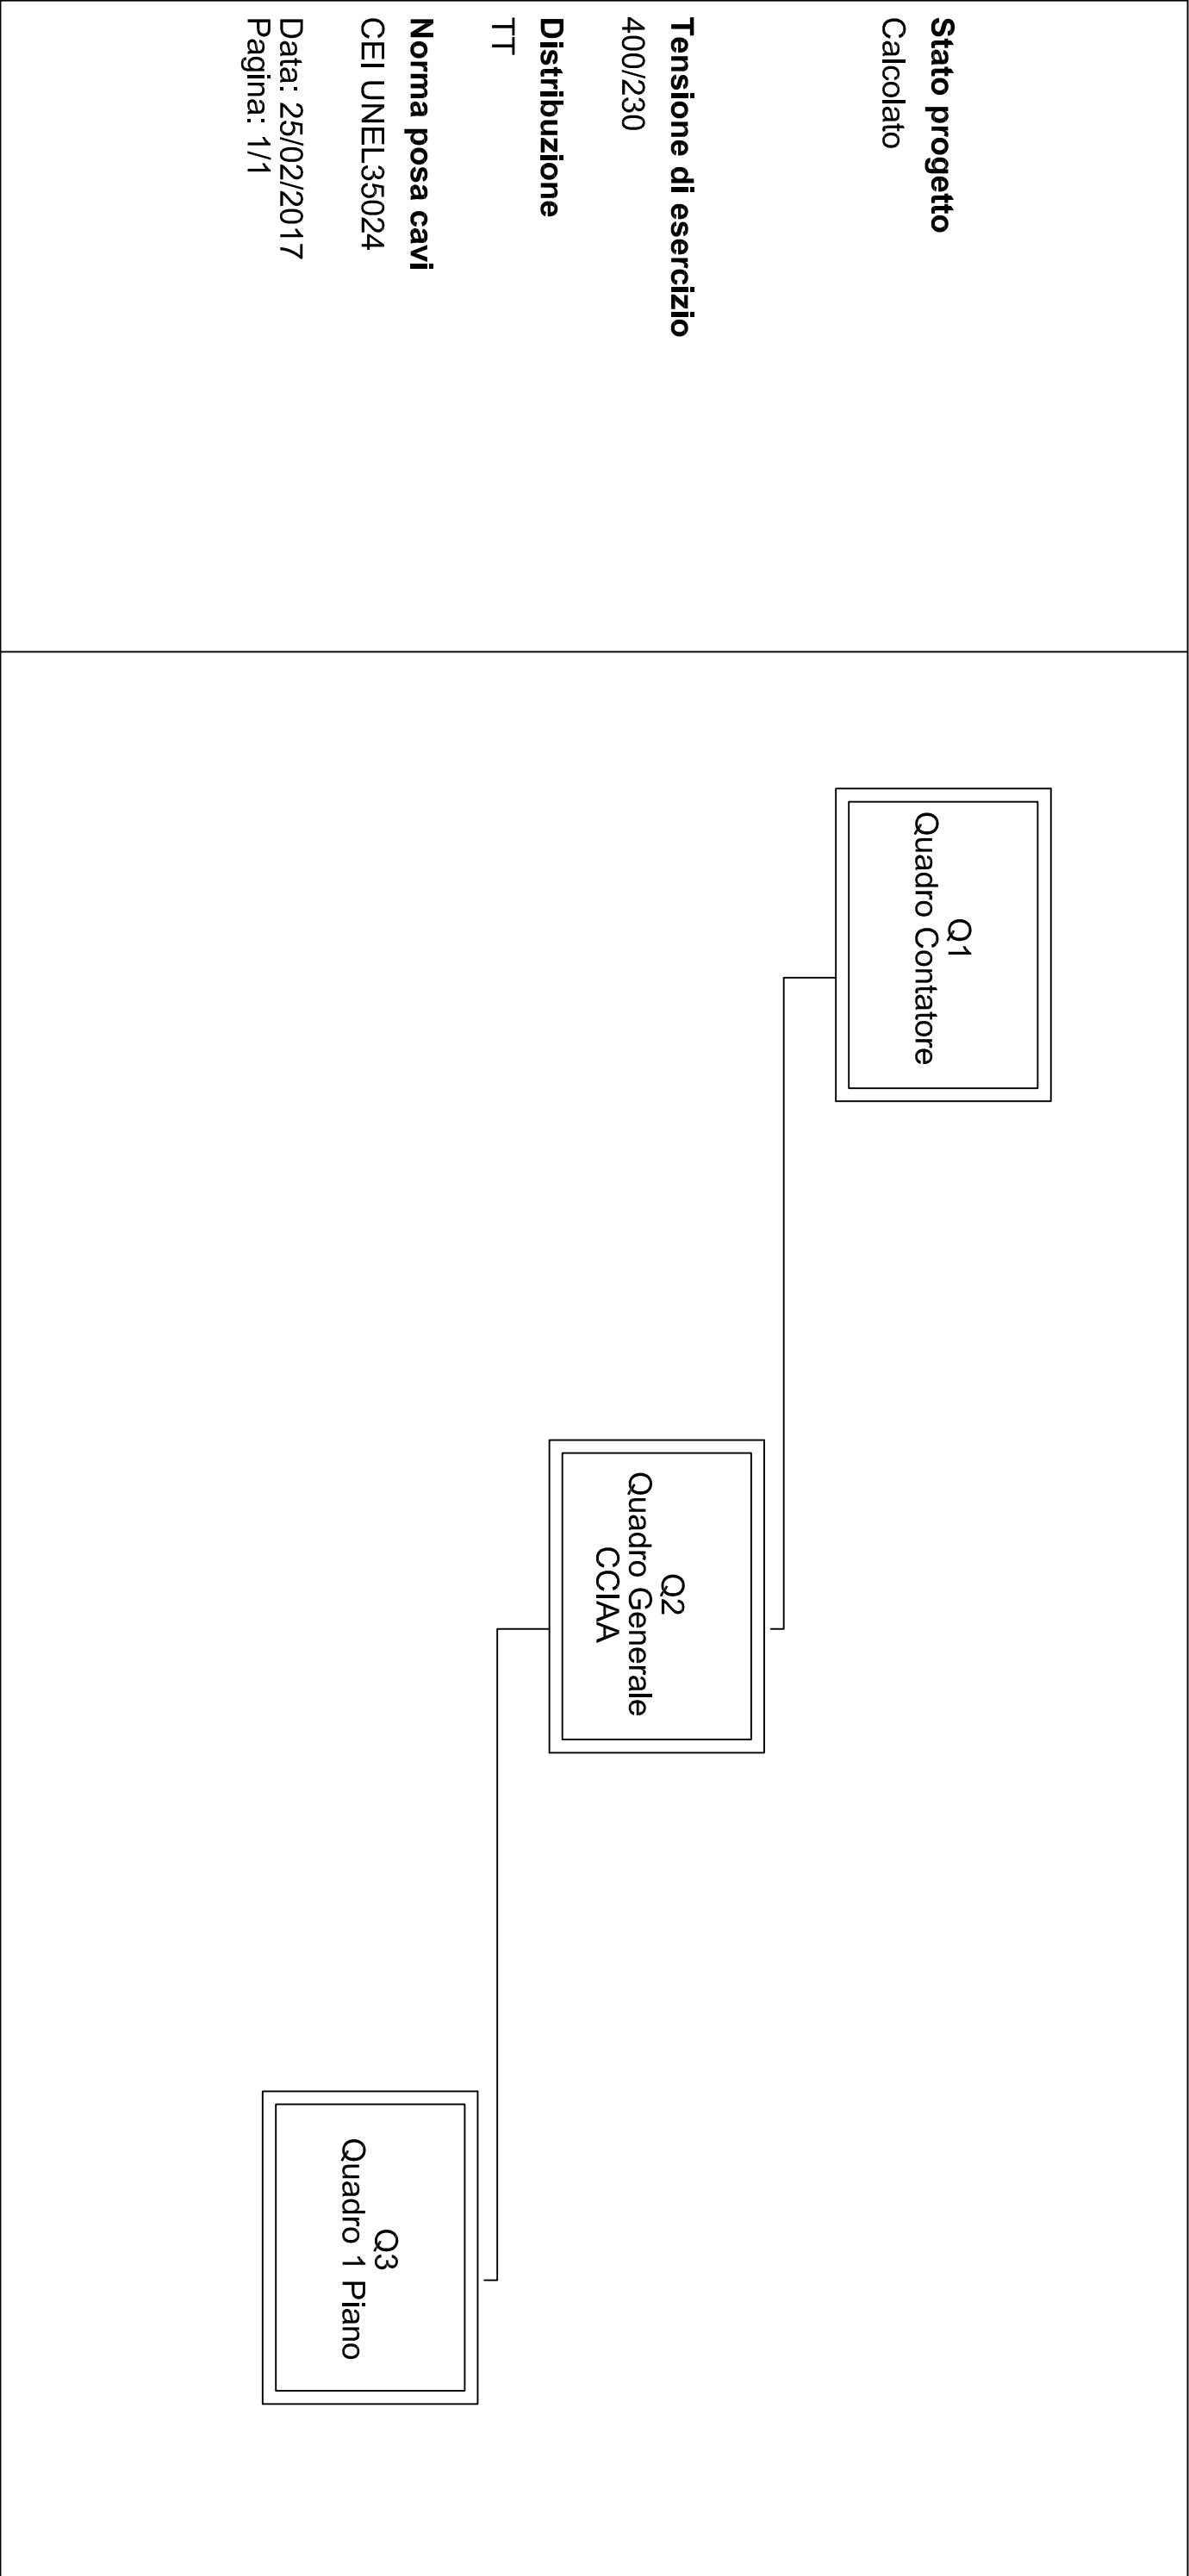 Stato progetto
Calcolato
Tensione di esercizio
400/230
Distribuzione
TT
Norma posa cavi
CEI UNEL35024
Data: 25/02/2017
Pagina: 1/1
Q1
Quadro Contatore
Q2
Quadro Generale
CCIAA
Q3
Quadro 1 Piano